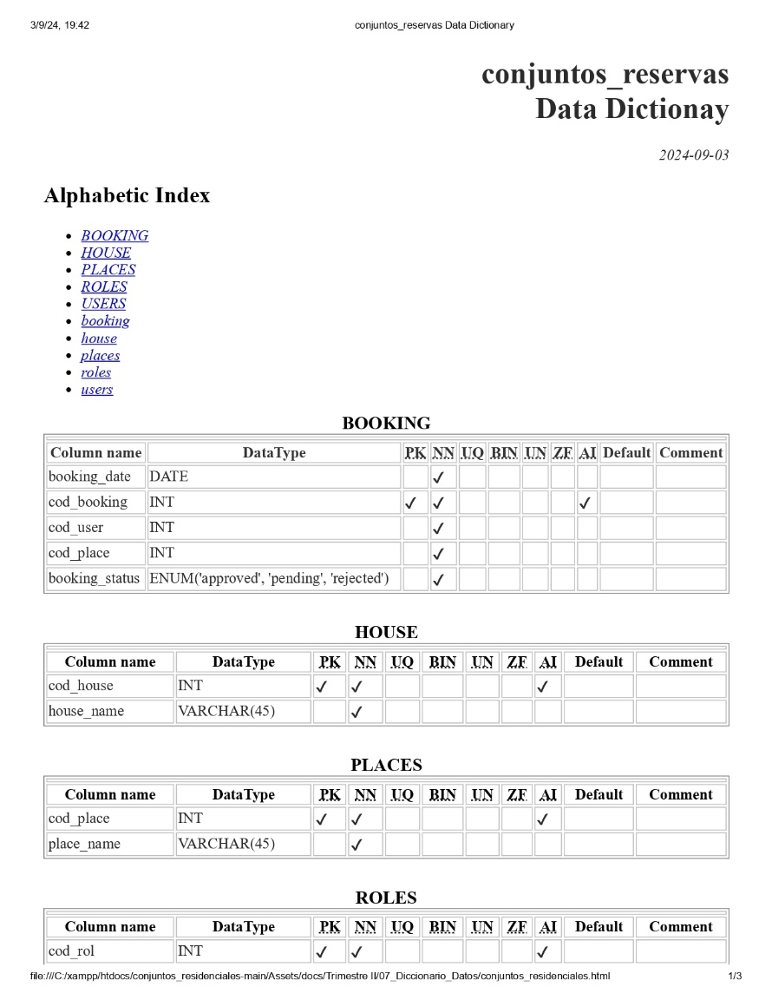 3/9/24, 19:42 conjuntos_reservas Data Dictionary
conjuntos_reservas
Data Dictionay
2024-09-03
Alphabetic Index
• BOOKING
• HOUSE
• PLACES
• ROLES
• USERS
• booking
• house
• places
• roles
• users
BOOKING
Column name DataType PK NN UQ BIN UN ZF AI Default Comment
booking_date DATE ✓
cod_booking INT ✓ ✓ ✓
cod_user INT ✓
cod_place INT ✓
booking_status ENUM('approved', 'pending', 'rejected') ✓
HOUSE
Column name DataType PK NN UQ BIN UN ZF AI Default Comment
cod_house INT ✓ ✓ ✓
house_name VARCHAR(45) ✓
PLACES
Column name DataType PK NN UQ BIN UN ZF AI Default Comment
cod_place INT ✓ ✓ ✓
place_name VARCHAR(45) ✓
ROLES
Column name DataType PK NN UQ BIN UN ZF AI Default Comment
cod_rol INT ✓ ✓ ✓
file:///C:/xampp/htdocs/conjuntos_residenciales-main/Assets/docs/Trimestre II/07_Diccionario_Datos/conjuntos_residenciales.html 1/3